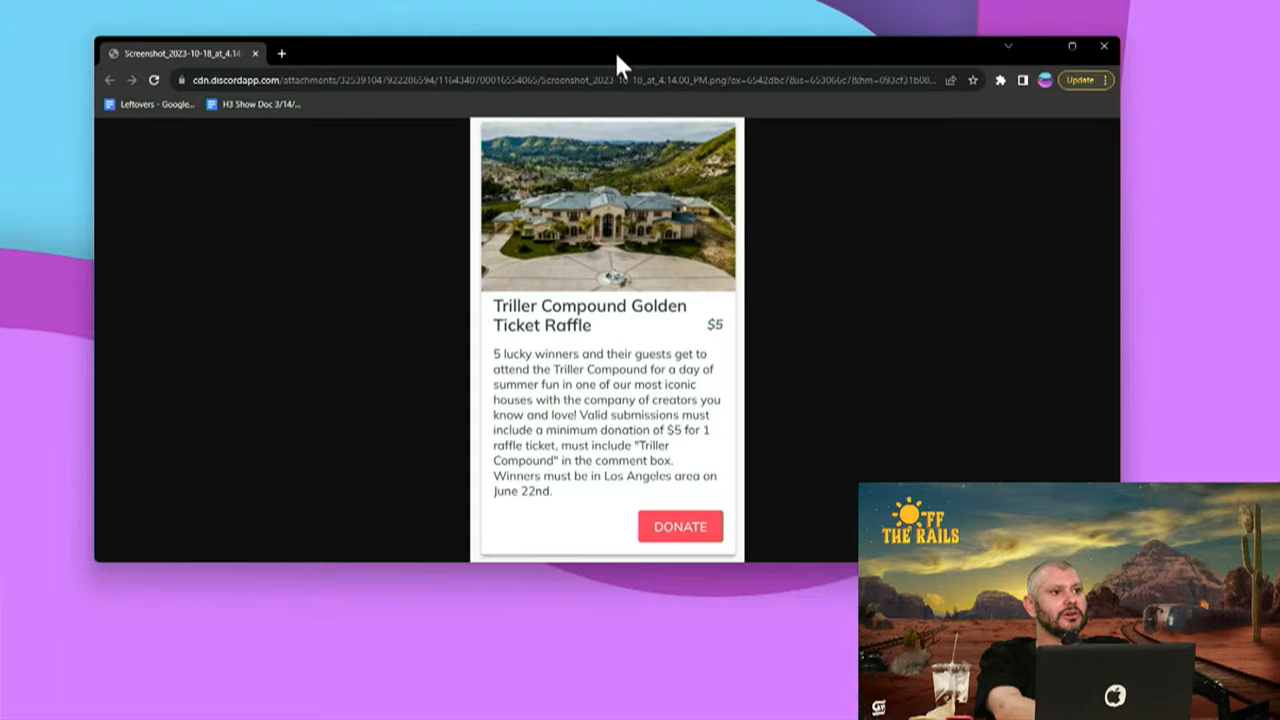 Screenshot_2023-10-18_at_4.14
Update
Leftovers - Google...
H3 Show Doc 3/14/...
Triller Compound Golden
Ticket Raffle
$5
5 lucky winners and their guests get to
attend the Triller Compound for a day of
summer fun in one of our most iconic
houses with the company of creators you
know and love! Valid submissions must
include a minimum donation of $5 for 1
raffle ticket, must include "Triller
Compound" in the comment box.
Winners must be in Los Angeles area on
June 22nd.
DONATE
OFF
THE RAILS